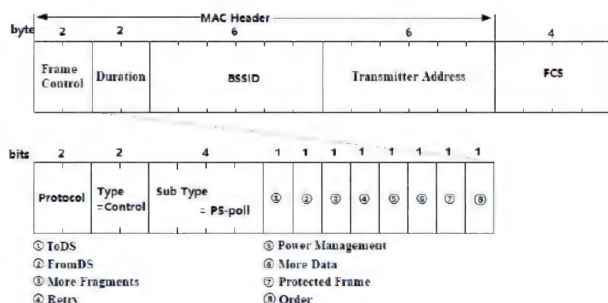 MAC Header
byte 2 2 6 6 4
Frame Control Duration BSSID Transmitter Address FCS
bits 2 2 4 1 1 1 1 1 1 1 1
Protocol Type =Control Sub Type = PS-poll ① ② ③ ④ ⑤ ⑥ ⑦ ⑧
① ToDS ⑤ Power Management
② FromDS ⑥ More Data
③ More Fragments ⑦ Protected Frame
④ Retry ⑧ Order